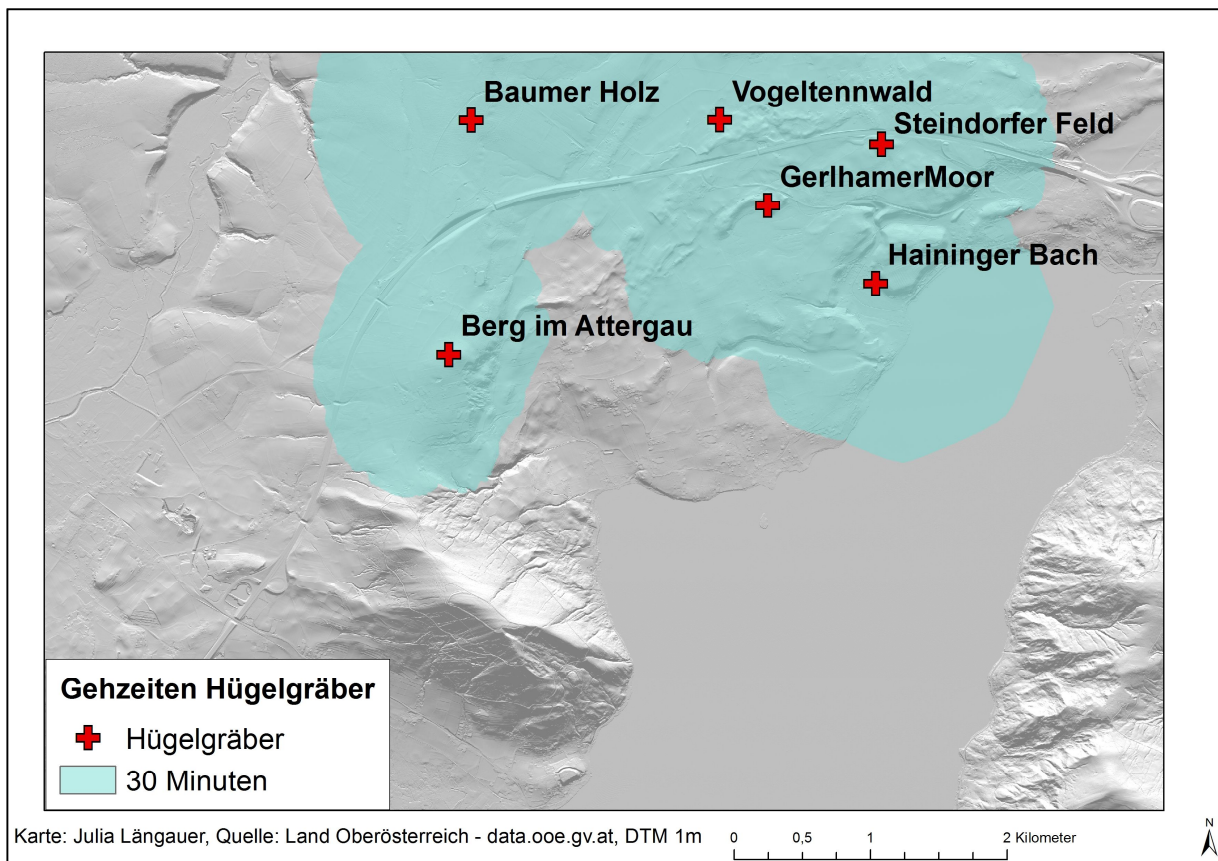 Baumer Holz
Vogeltennwald
Steindorfer Feld
GerlhamerMoor
Haininger Bach
Berg im Attergau
Gehzeiten Hügelgräber
Hügelgräber
30 Minuten
Karte: Julia Längauer, Quelle: Land Oberösterreich - data.ooe.gv.at, DTM 1m
0 0,5 1 2 Kilometer
N